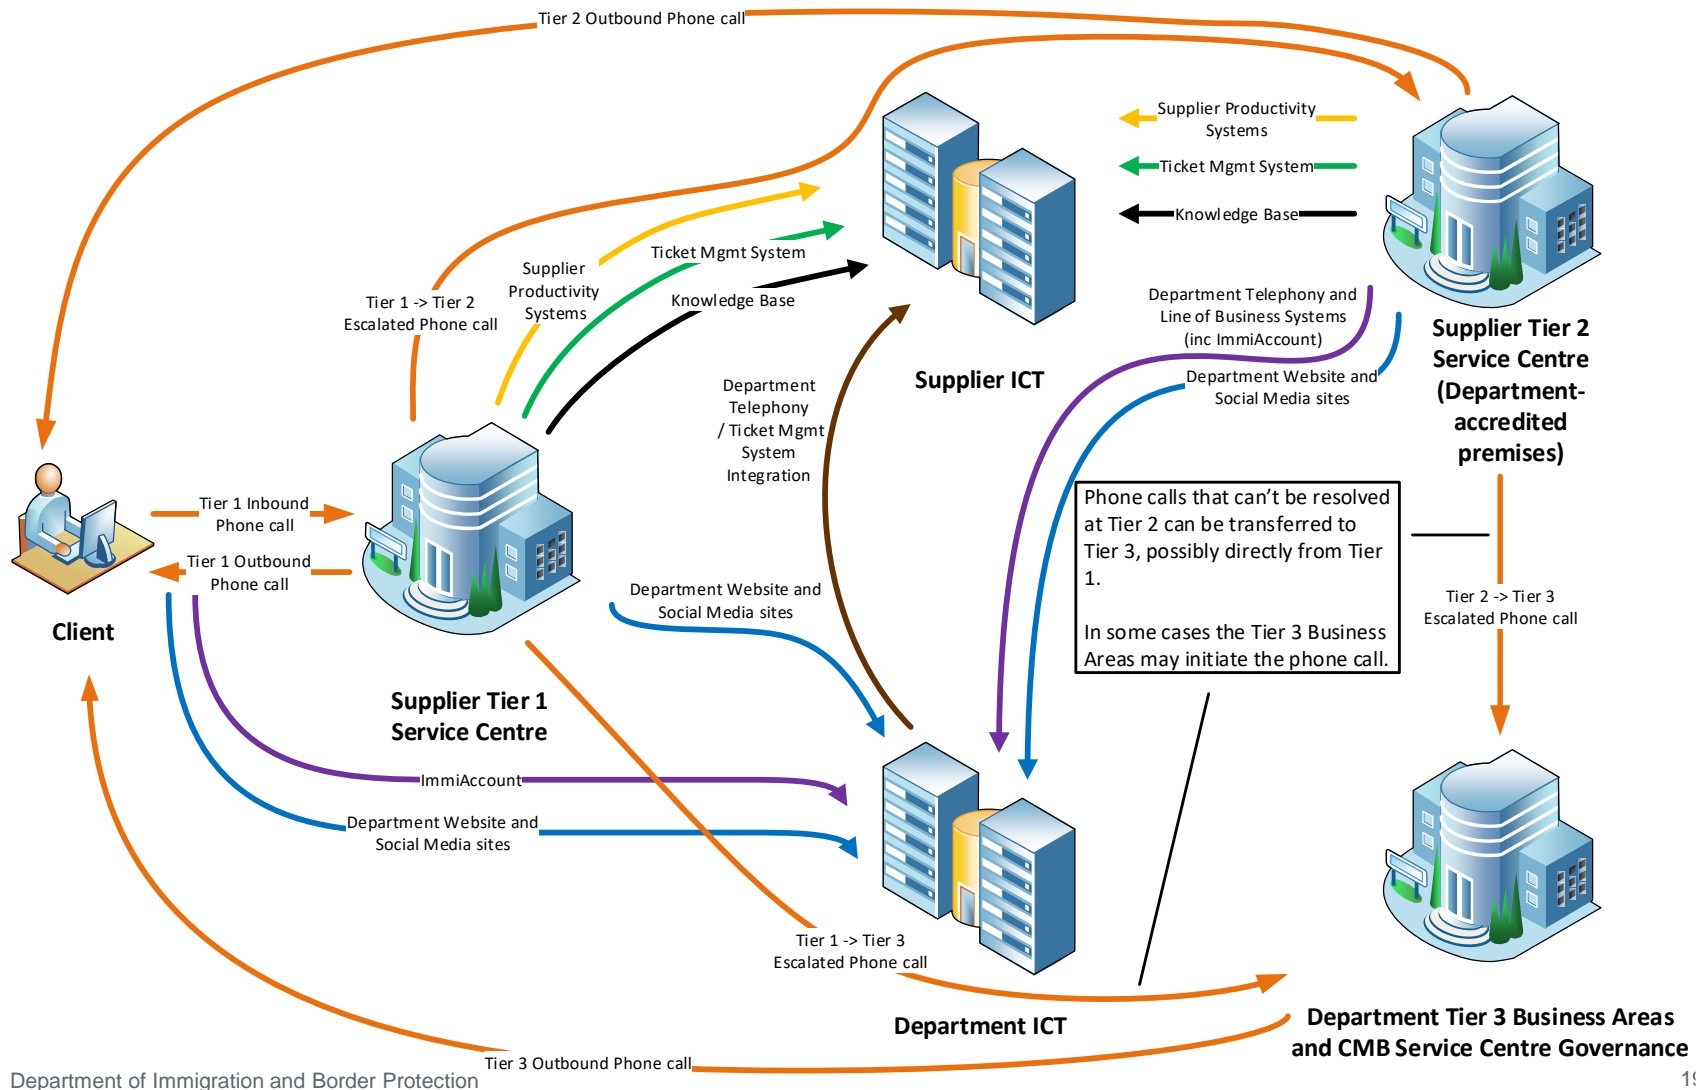 Tier 2 Outbound Phone call
Supplier Productivity
Systems
Ticket Mgmt System
Knowledge Base
Ticket Mgmt System
Supplier
Productivity
Systems
Knowledge Base
Tier 1 -> Tier 2
Escalated Phone call
Department Telephony and
Line of Business Systems
(inc ImmiAccount)
Department Website and
Social Media sites
Supplier Tier 2
Service Centre
(Department-
accredited
premises)
Supplier ICT
Department
Telephony
/ Ticket Mgmt
System
Integration
Tier 1 Inbound
Phone call
Tier 1 Outbound
Phone call
Client
Phone calls that can’t be resolved
at Tier 2 can be transferred to
Tier 3, possibly directly from Tier
1.
In some cases the Tier 3 Business
Areas may initiate the phone call.
Tier 2 -> Tier 3
Escalated Phone call
Department Website and
Social Media sites
Supplier Tier 1
Service Centre
ImmiAccount
Department Website and
Social Media sites
Tier 1 -> Tier 3
Escalated Phone call
Department ICT
Department Tier 3 Business Areas
and CMB Service Centre Governance
Tier 3 Outbound Phone call
Department of Immigration and Border Protection
19